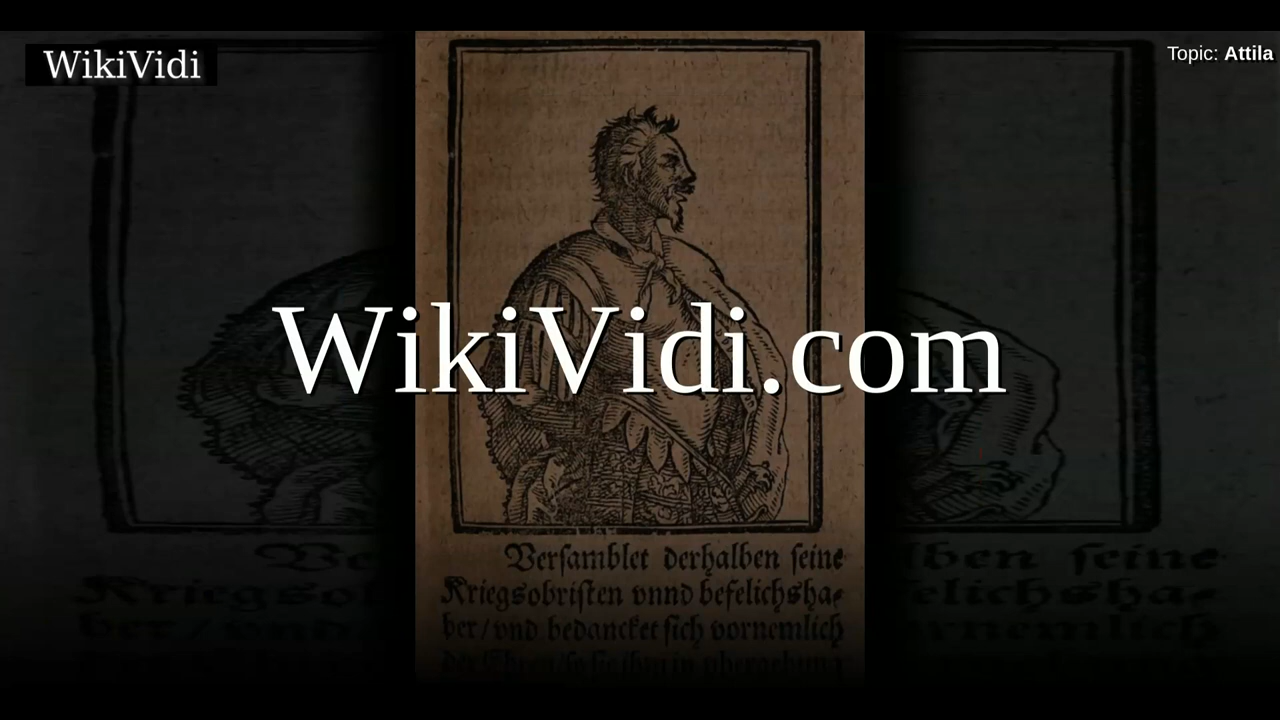 WikiVidi
Topic: Attila
WikiVidi.com
Versamblet derhalben seine
Kriegsobristen vnnd befelichsha-
ber / vnd bedancket sich vornemlich